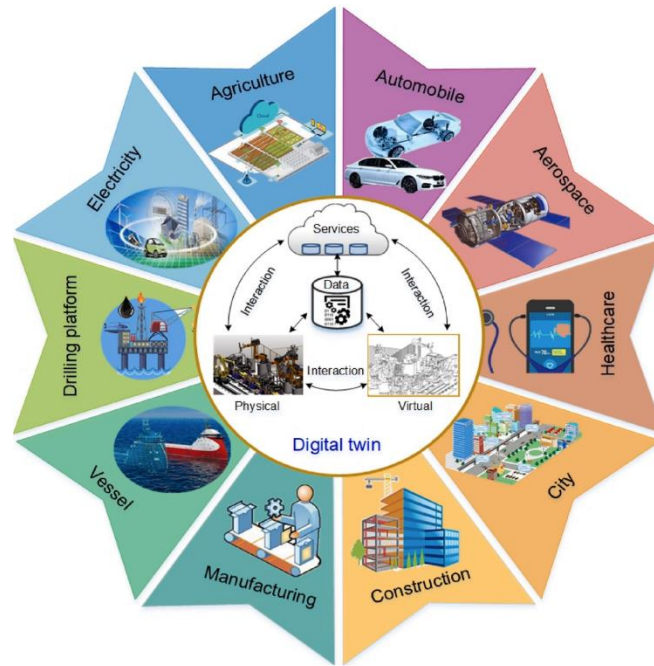 Agriculture
Automobile
Aerospace
Healthcare
City
Construction
Manufacturing
Vessel
Drilling platform
Electricity
Cloud
Services
Interaction
Data
Interaction
Interaction
Physical
Virtual
Digital twin